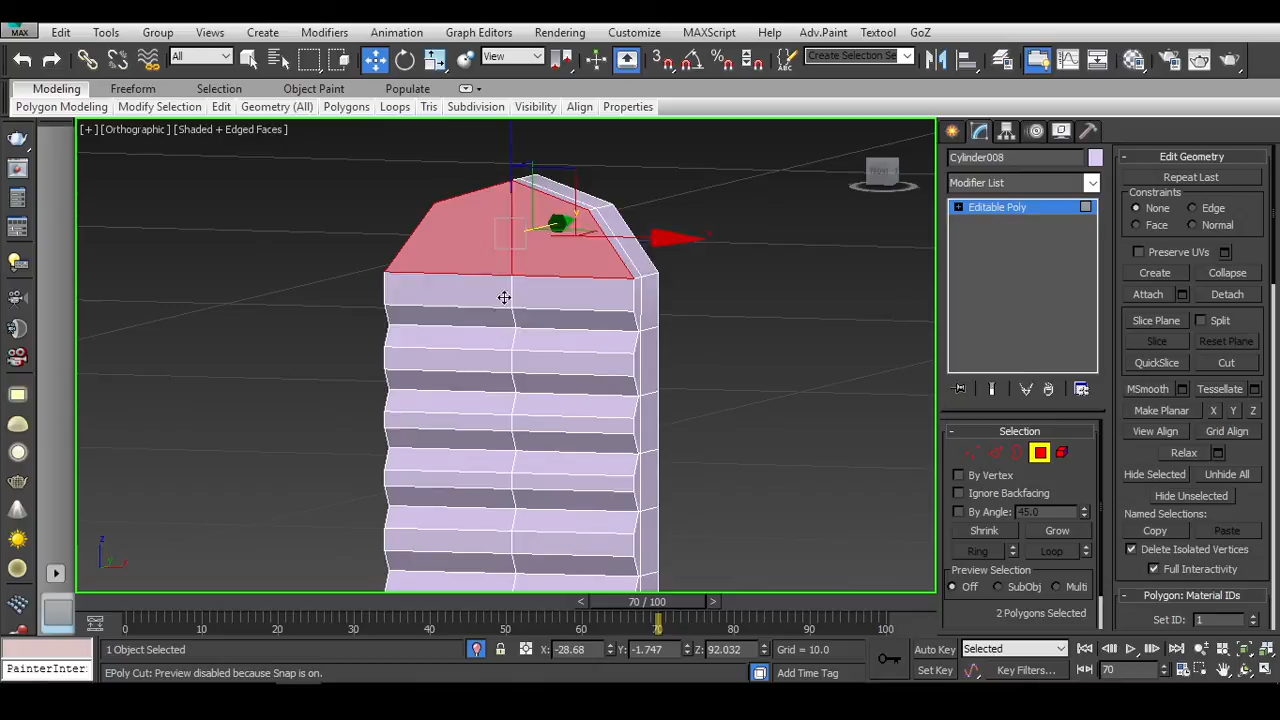 MAX Edit Tools Group Views Create Modifiers Animation Graph Editors Rendering Customize MAXScript Help Adv.Paint Textool GoZ
All View 3 Create Selection Se
Modeling Freeform Selection Object Paint Populate
Polygon Modeling Modify Selection Edit Geometry (All) Polygons Loops Tris Subdivision Visibility Align Properties
[+] [Orthographic] [Shaded + Edged Faces]
Cylinder008
Modifier List
Editable Poly
- Selection
By Vertex
Ignore Backfacing
By Angle: 45.0
Shrink Grow
Ring Loop
Preview Selection
Off SubObj Multi
2 Polygons Selected
- Edit Geometry
Repeat Last
Constraints
None Edge
Face Normal
Preserve UVs
Create Collapse
Attach Detach
Slice Plane Split
Slice Reset Plane
QuickSlice Cut
MSmooth Tessellate
Make Planar X Y Z
View Align Grid Align
Relax
Hide Selected Unhide All
Hide Unselected
Named Selections:
Copy Paste
Delete Isolated Vertices
Full Interactivity
- Polygon: Material IDs
Set ID: 1
z
x
< 70 / 100 >
0 10 20 30 40 50 60 70 80 90 100
1 Object Selected X: -28.68 Y: -1.747 Z: 92.032 Grid = 10.0 Auto Key Selected
PainterInter EPoly Cut: Preview disabled because Snap is on. Add Time Tag Set Key Key Filters... 70